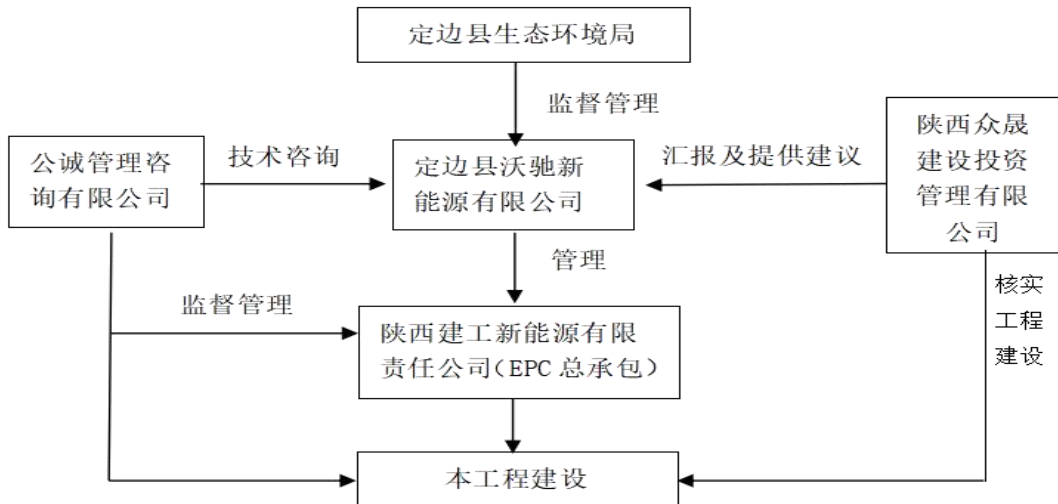 定边县生态环境局
监督管理
公诚管理咨
询有限公司
技术咨询
定边县沃驰新
能源有限公司
汇报及提供建议
陕西众晟
建设投资
管理有限
公司
管理
监督管理
陕西建工新能源有限
责任公司（EPC 总承包）
核实
工程
建设
本工程建设